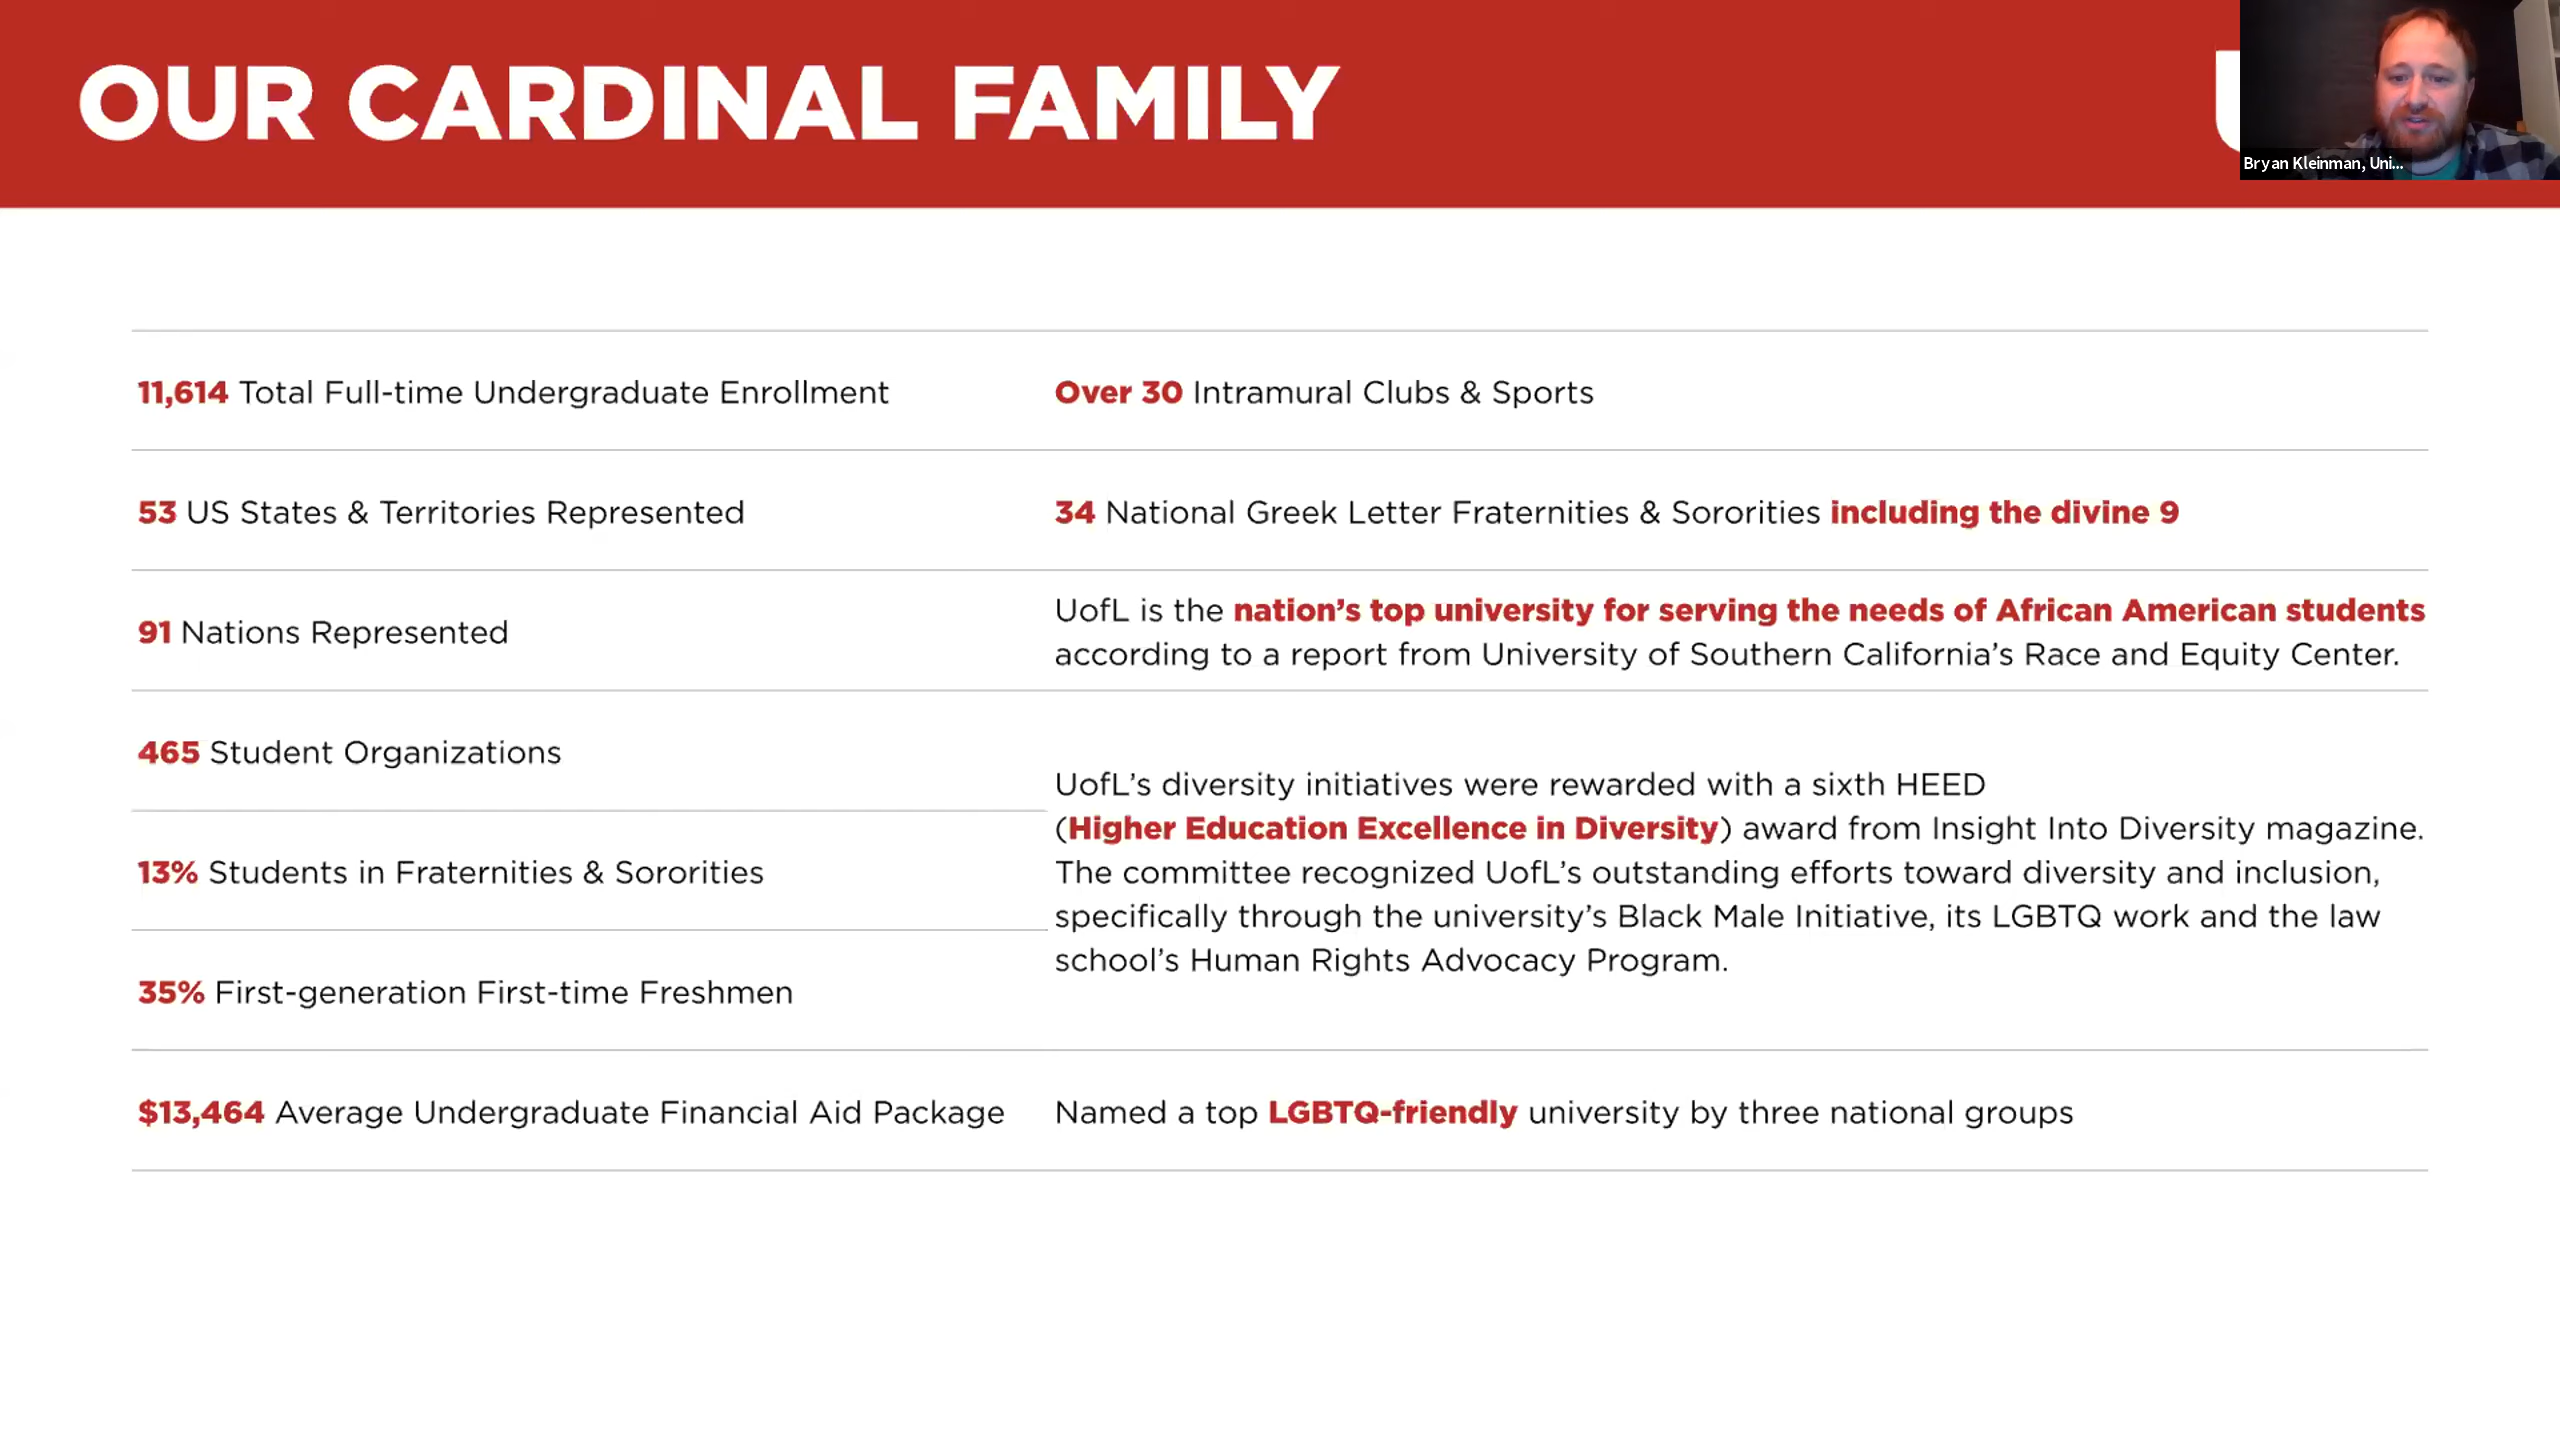 OUR CARDINAL FAMILY
Bryan Kleinman, Uni...
11,614 Total Full-time Undergraduate Enrollment
53 US States & Territories Represented
91 Nations Represented
465 Student Organizations
13% Students in Fraternities & Sororities
35% First-generation First-time Freshmen
$13,464 Average Undergraduate Financial Aid Package
Over 30 Intramural Clubs & Sports
34 National Greek Letter Fraternities & Sororities including the divine 9
UofL is the nation's top university for serving the needs of African American students
according to a report from University of Southern California's Race and Equity Center.
UofL's diversity initiatives were rewarded with a sixth HEED
(Higher Education Excellence in Diversity) award from Insight Into Diversity magazine.
The committee recognized UofL's outstanding efforts toward diversity and inclusion,
specifically through the university's Black Male Initiative, its LGBTQ work and the law
school's Human Rights Advocacy Program.
Named a top LGBTQ-friendly university by three national groups